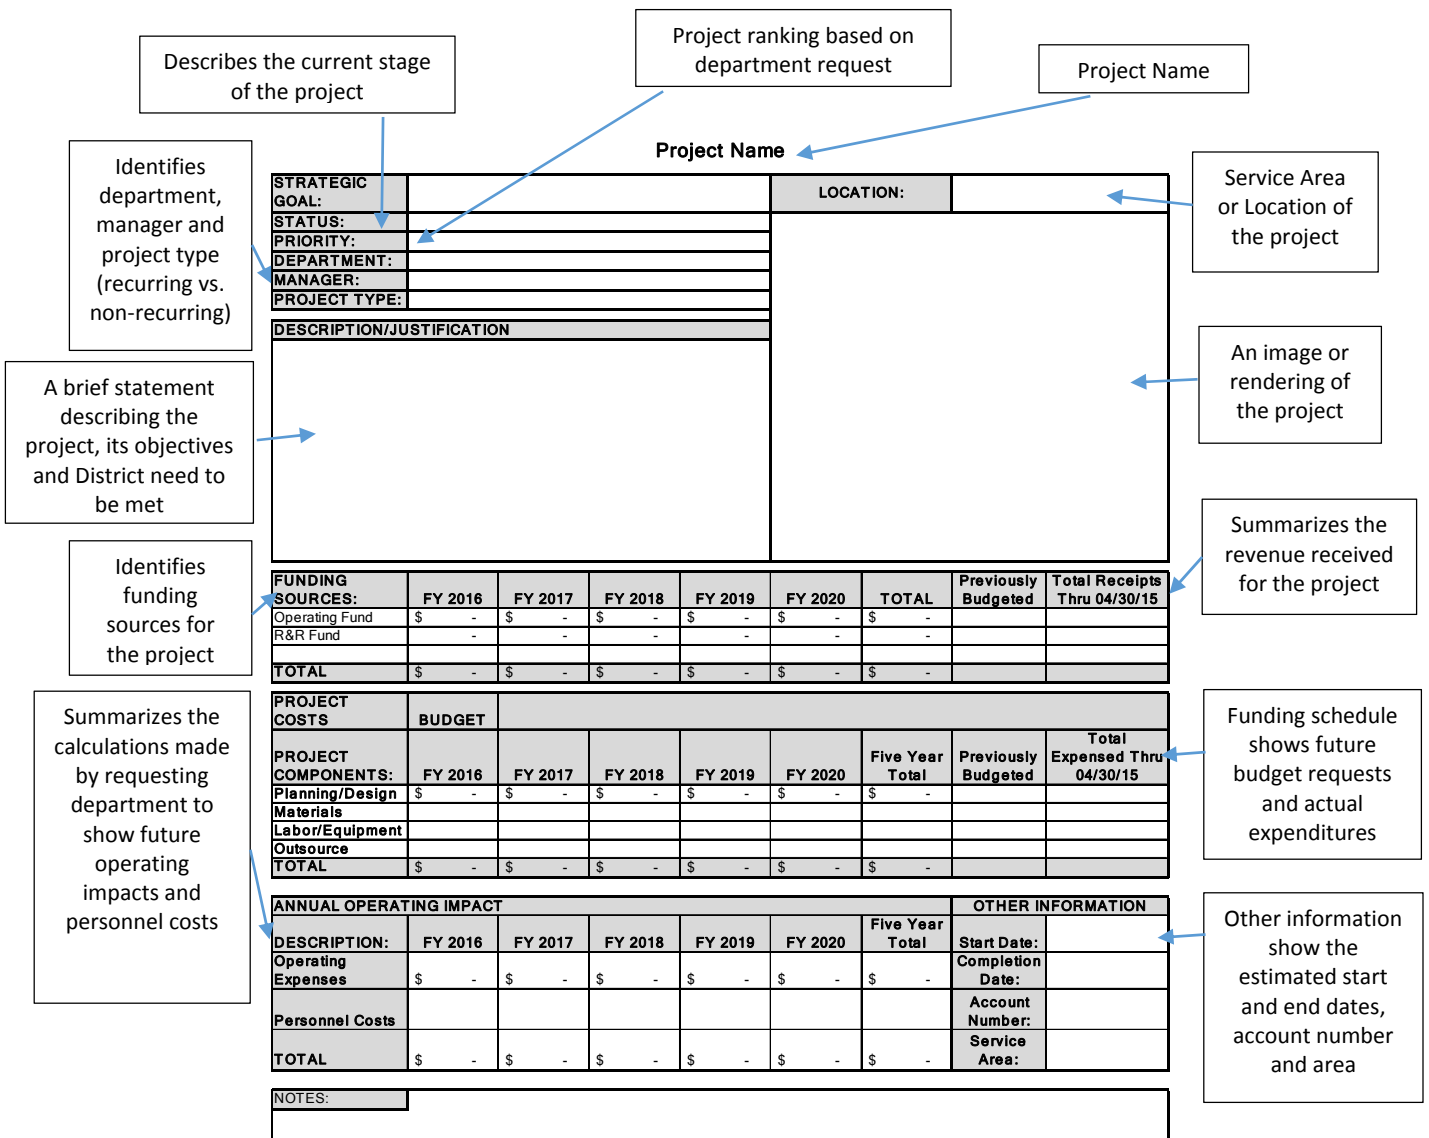 Describes the current stage
of the project
Project ranking based on
department request
Project Name
Project Name
Identifies
department,
manager and
project type
(recurring vs.
non-recurring)
STRATEGIC
GOAL:
LOCATION:
STATUS:
PRIORITY:
DEPARTMENT:
MANAGER:
PROJECT TYPE:
Service Area
or Location of
the project
DESCRIPTION/JUSTIFICATION
A brief statement
describing the
project, its objectives
and District need to
be met
An image or
rendering of
the project
Identifies
funding
sources for
the project
Summarizes the
revenue received
for the project
FUNDING
SOURCES: FY 2016 FY 2017 FY 2018 FY 2019 FY 2020 TOTAL Previously Budgeted Total Receipts Thru 04/30/15
Operating Fund $ - $ - $ - $ - $ - $ -
R&R Fund - - - - - -
TOTAL $ - $ - $ - $ - $ - $ -
Summarizes the
calculations made
by requesting
department to
show future
operating
impacts and
personnel costs
PROJECT
COSTS BUDGET
PROJECT
COMPONENTS: FY 2016 FY 2017 FY 2018 FY 2019 FY 2020 Five Year Total Previously Budgeted Total Expensed Thru 04/30/15
Planning/Design $ - $ - $ - $ - $ - $ -
Materials
Labor/Equipment
Outsource
TOTAL $ - $ - $ - $ - $ - $ -
Funding schedule
shows future
budget requests
and actual
expenditures
ANNUAL OPERATING IMPACT OTHER INFORMATION
DESCRIPTION: FY 2016 FY 2017 FY 2018 FY 2019 FY 2020 Five Year Total Start Date:
Operating
Expenses $ - $ - $ - $ - $ - $ - Completion Date:
Personnel Costs Account Number:
TOTAL $ - $ - $ - $ - $ - $ - Service Area:
Other information
show the
estimated start
and end dates,
account number
and area
NOTES: